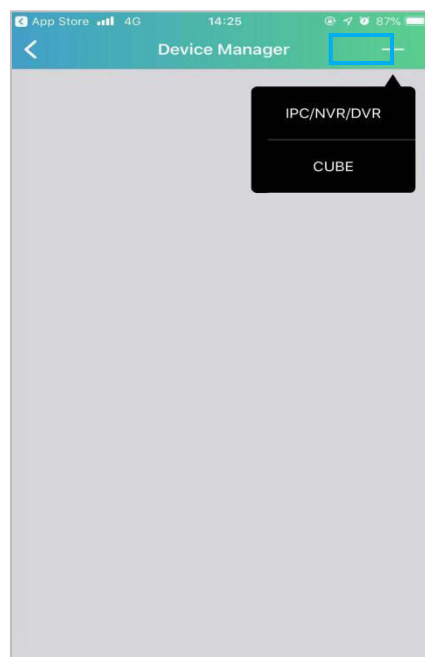 App Store 4G 14:25 87%
Device Manager
IPC/NVR/DVR
CUBE